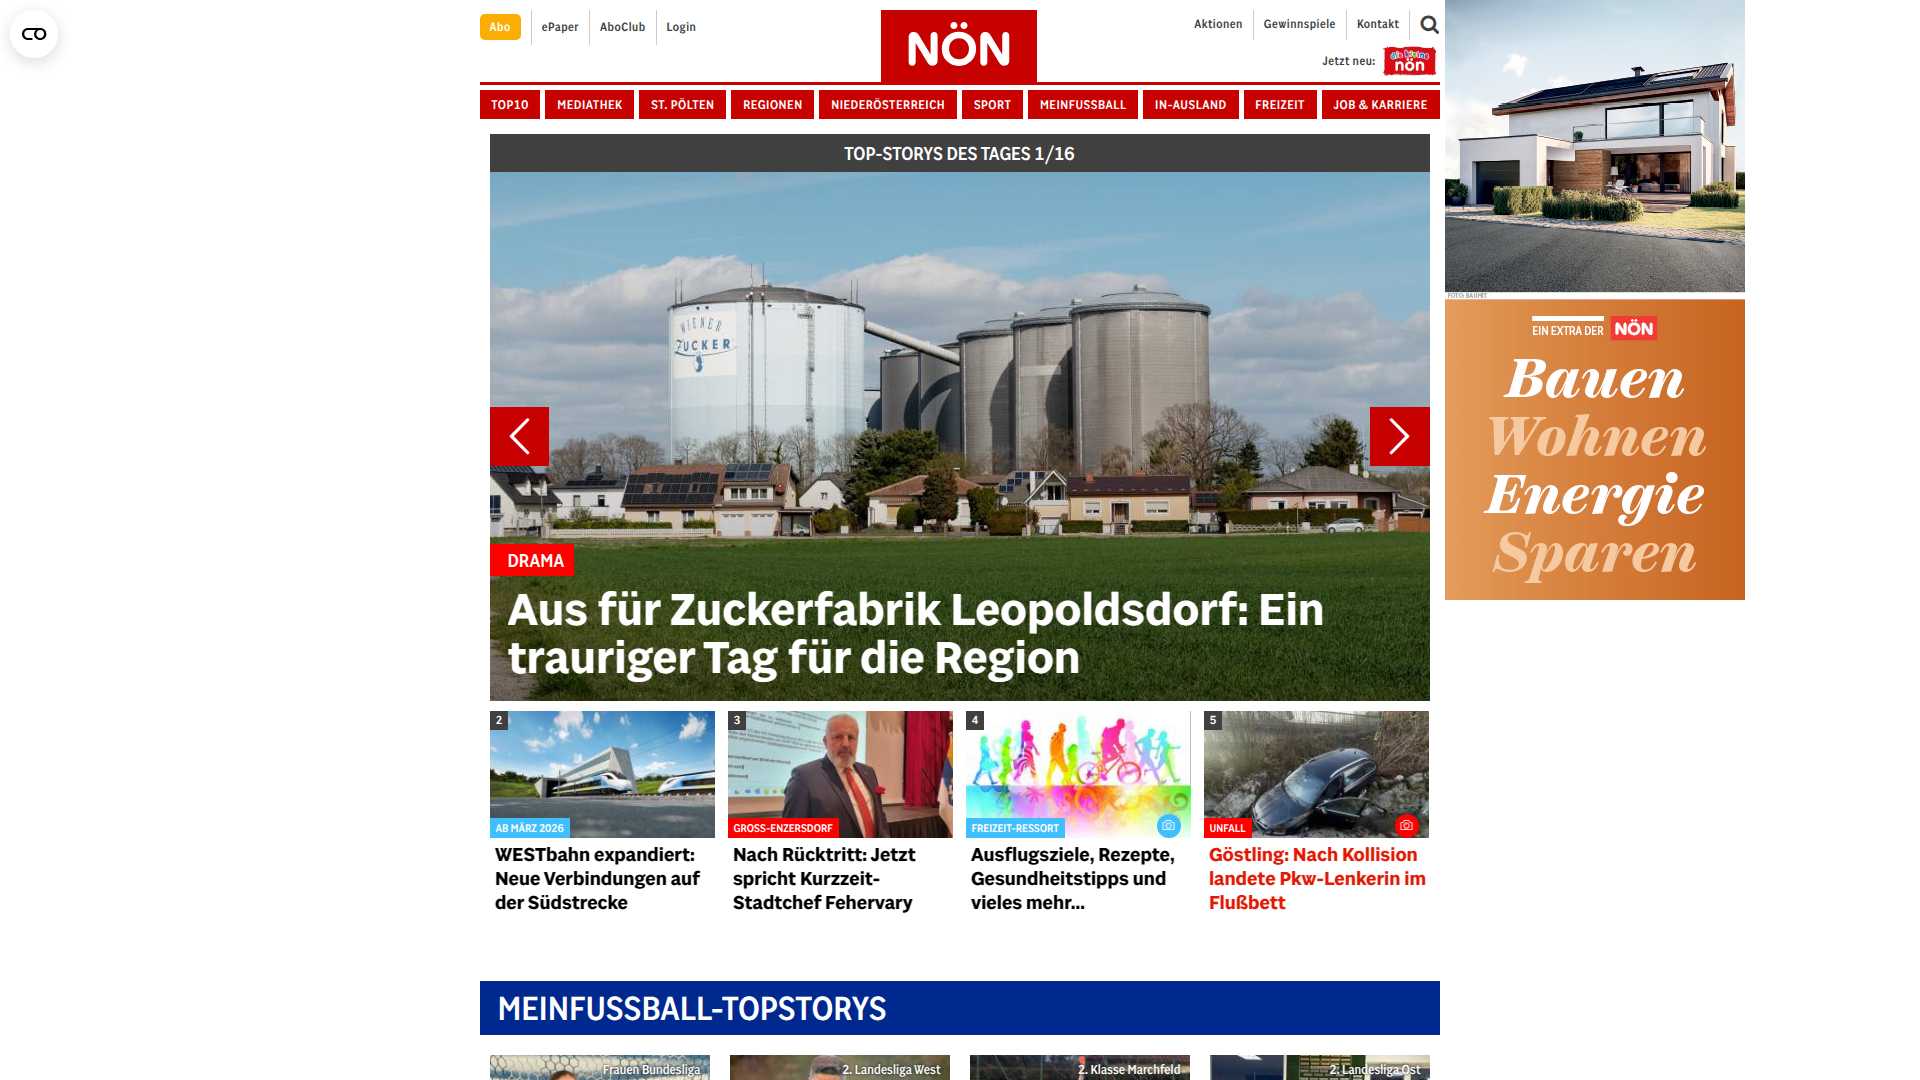 Abo
ePaper
AboClub
Login
NÖN
Aktionen
Gewinnspiele
Kontakt
Jetzt neu:
die kleine
nön
TOP10
MEDIATHEK
ST. PÖLTEN
REGIONEN
NIEDERÖSTERREICH
SPORT
MEINFUSSBALL
IN-AUSLAND
FREIZEIT
JOB & KARRIERE
TOP-STORYS DES TAGES 1/16
WIENER
ZUCKER
DRAMA
Aus für Zuckerfabrik Leopoldsdorf: Ein
trauriger Tag für die Region
FOTO: BAUMIT
EIN EXTRA DER NÖN
Bauen
Wohnen
Energie
Sparen
2
AB MÄRZ 2026
WESTbahn expandiert:
Neue Verbindungen auf
der Südstrecke
3
GROSS-ENZERSDORF
Nach Rücktritt: Jetzt
spricht Kurzzeit-
Stadtchef Fehervary
4
FREIZEIT-RESSORT
Ausflugsziele, Rezepte,
Gesundheitstipps und
vieles mehr...
5
UNFALL
Göstling: Nach Kollision
landete Pkw-Lenkerin im
Flußbett
MEINFUSSBALL-TOPSTORYS
Frauen Bundesliga
2. Landesliga West
2. Klasse Marchfeld
2. Landesliga Ost